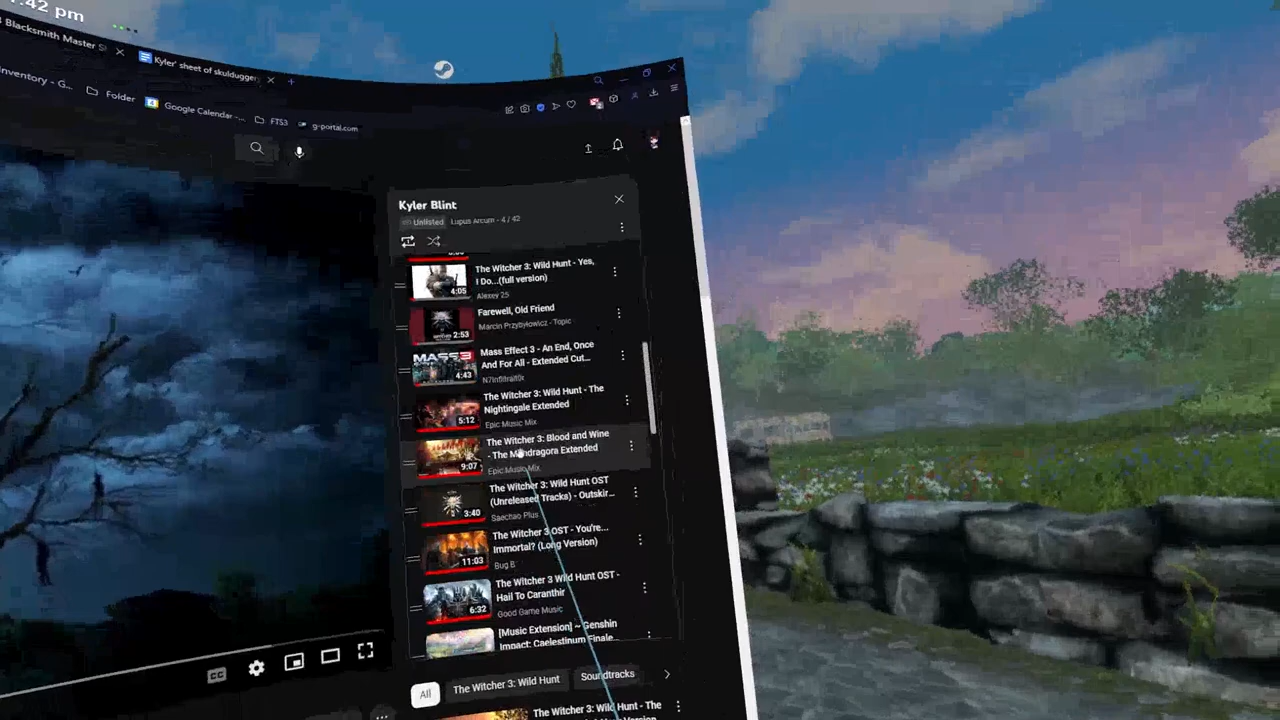 :42 pm
Blacksmith Master S
Kyler' sheet of skuldugger
nventory - G...
Folder
Google Calendar -...
FTS3
g-portal.com
Kyler Blint
Unlisted
Lupus Arcum - 4 / 42
The Witcher 3: Wild Hunt - Yes,
I Do...(full version)
4:05
Alexey 25
Farewell, Old Friend
2:53
Marcin Przybyłowicz - Topic
Mass Effect 3 - An End, Once
And For All - Extended Cut...
4:43
N7Infiltrait0r
The Witcher 3: Wild Hunt - The
Nightingale Extended
5:12
Epic Music Mix
The Witcher 3: Blood and Wine
- The Mandragora Extended
9:07
Epic Music Mix
The Witcher 3: Wild Hunt OST
(Unreleased Tracks) - Outskir...
3:40
Saechao Plus
The Witcher 3 OST - You're...
Immortal? (Long Version)
11:03
Bug B
The Witcher 3 Wild Hunt OST -
Hail To Caranthir
6:32
Good Game Music
[Music Extension] ~ Genshin
Impact: Caelestinum Finale
CC
All
The Witcher 3: Wild Hunt
Soundtracks
The Witcher 3: Wild Hunt - The